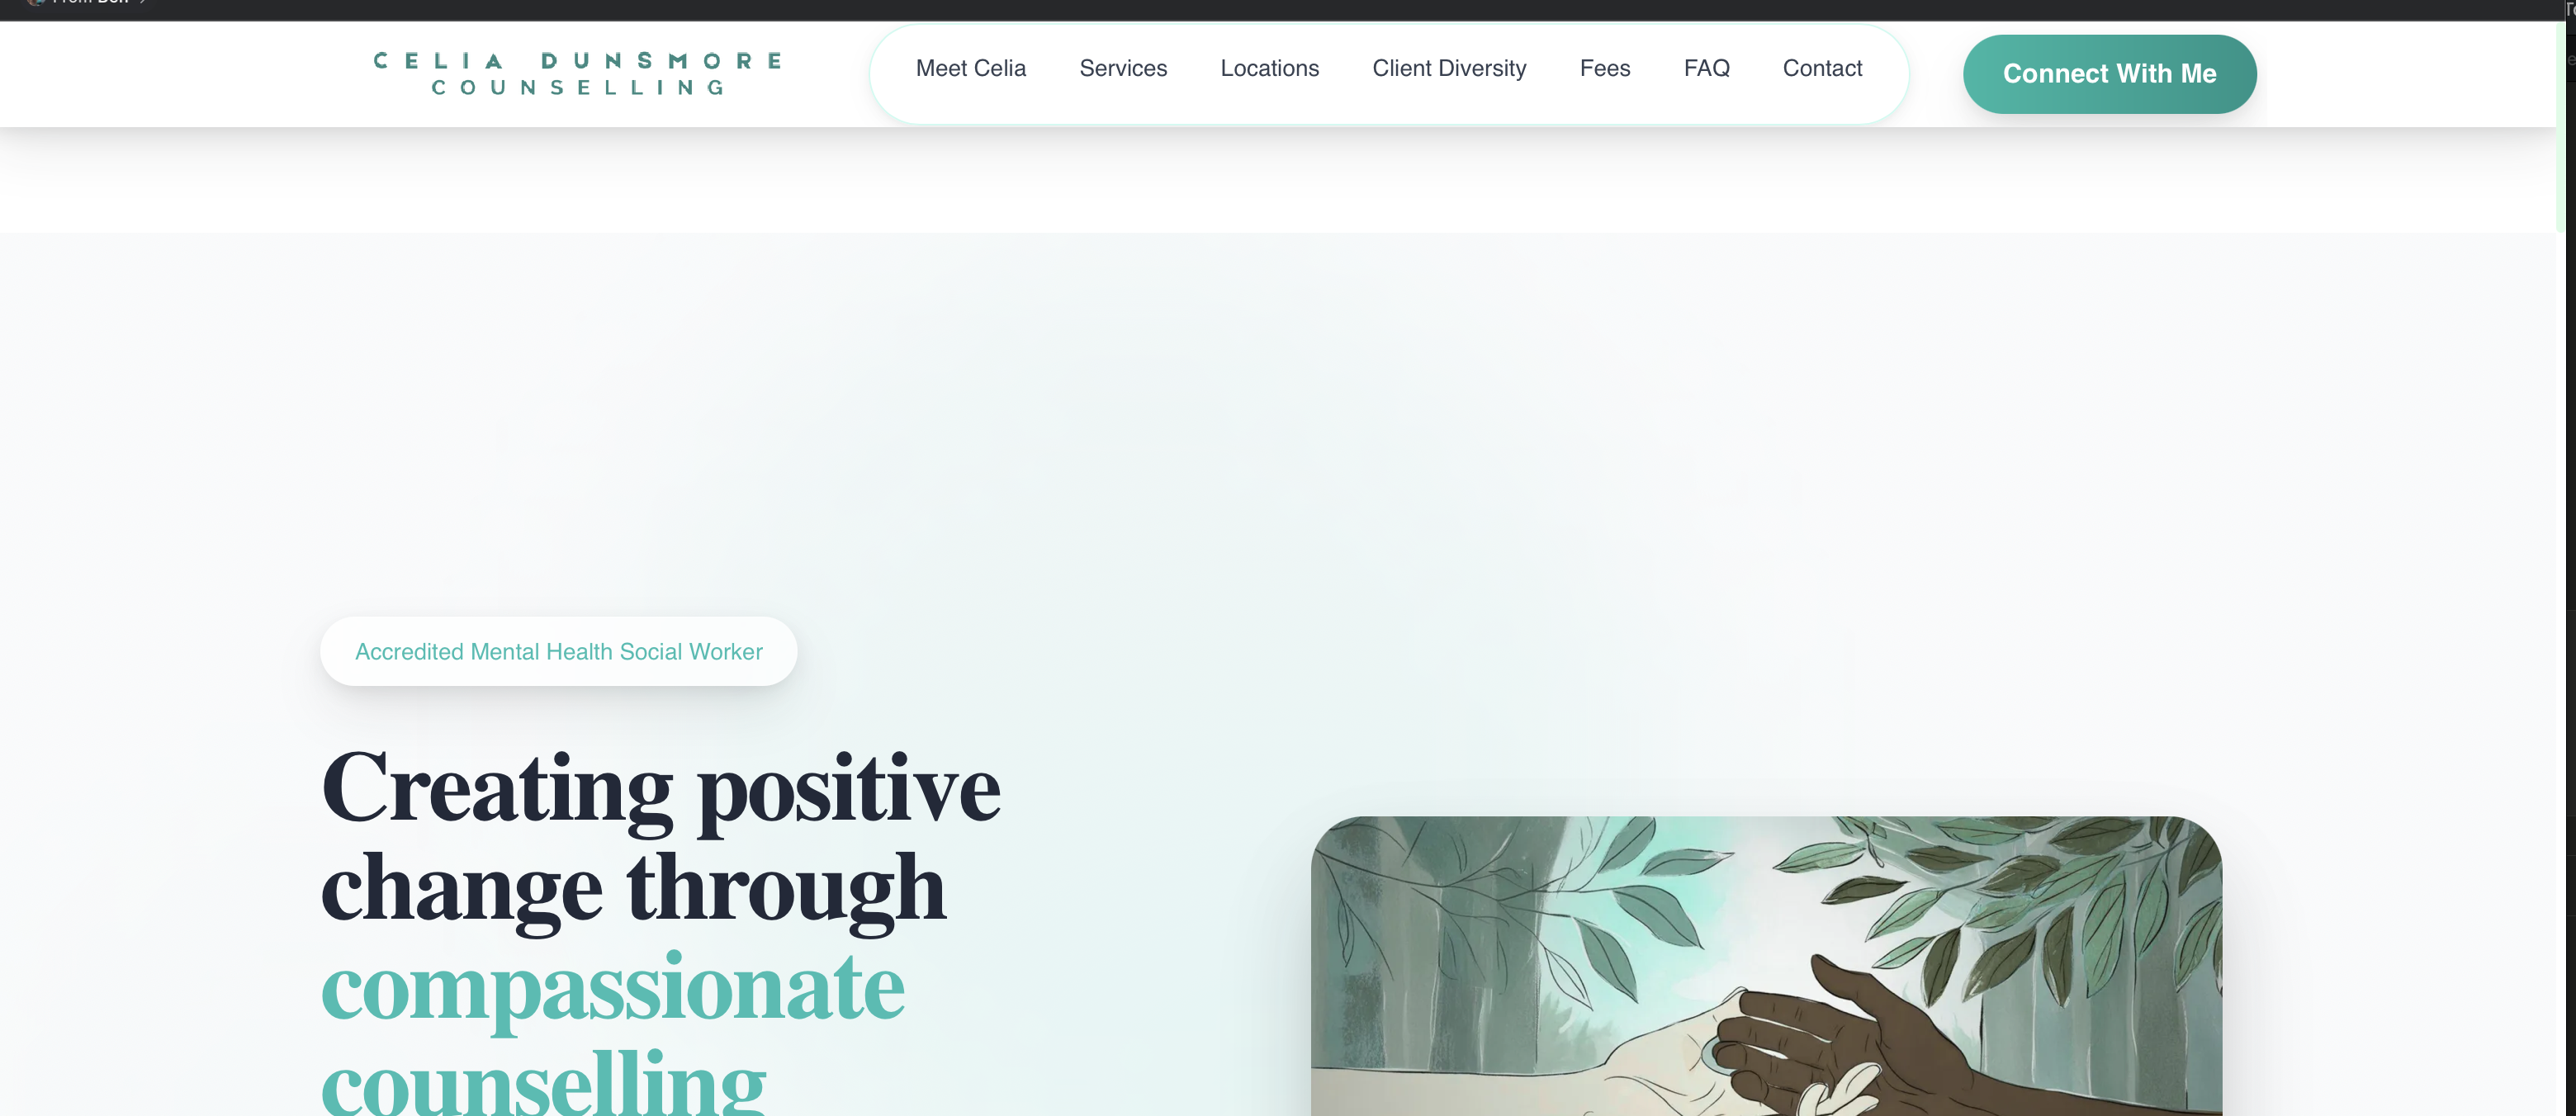 CELIA DUNSMORE
COUNSELLING
Meet Celia
Services
Locations
Client Diversity
Fees
FAQ
Contact
Connect With Me
Accredited Mental Health Social Worker
Creating positive
change through
compassionate
counselling